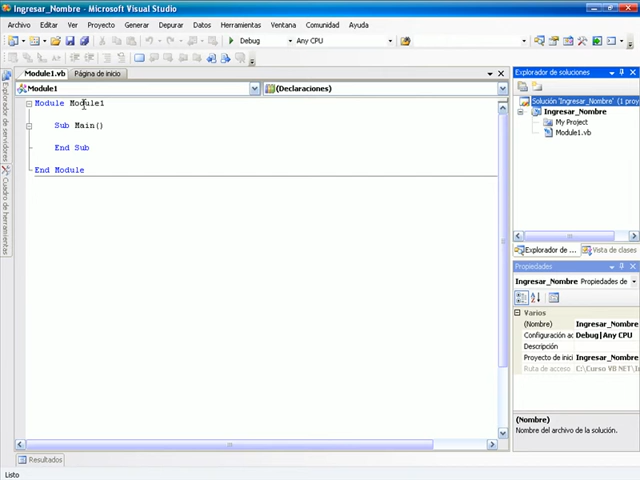 Ingresar_Nombre - Microsoft Visual Studio
Archivo Editar Ver Proyecto Generar Depurar Datos Herramientas Ventana Comunidad Ayuda
Debug Any CPU
Module1.vb Página de inicio
Module1 (Declaraciones)
Module Module1
Sub Main()
End Sub
End Module
Explorador de servidores
Cuadro de herramientas
Explorador de soluciones
Solución 'Ingresar_Nombre' (1 proy
Ingresar_Nombre
My Project
Module1.vb
Explorador de ... Vista de clases
Propiedades
Ingresar_Nombre Propiedades de
Varios
(Nombre) Ingresar_Nombre
Configuración ac Debug|Any CPU
Descripción
Proyecto de inici Ingresar_Nombre
Ruta de acceso C:\Curso VB.NET\In
(Nombre)
Nombre del archivo de la solución.
Resultados
Listo